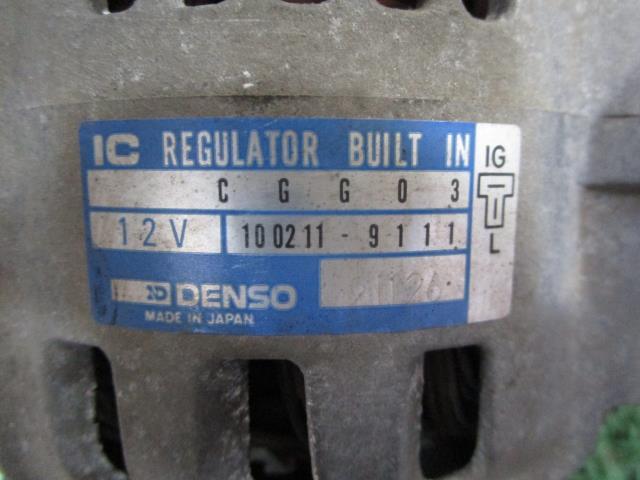 IC REGULATOR BUILT IN
IG
CGG03
12V 100211-9111
L
DENSO
MADE IN JAPAN